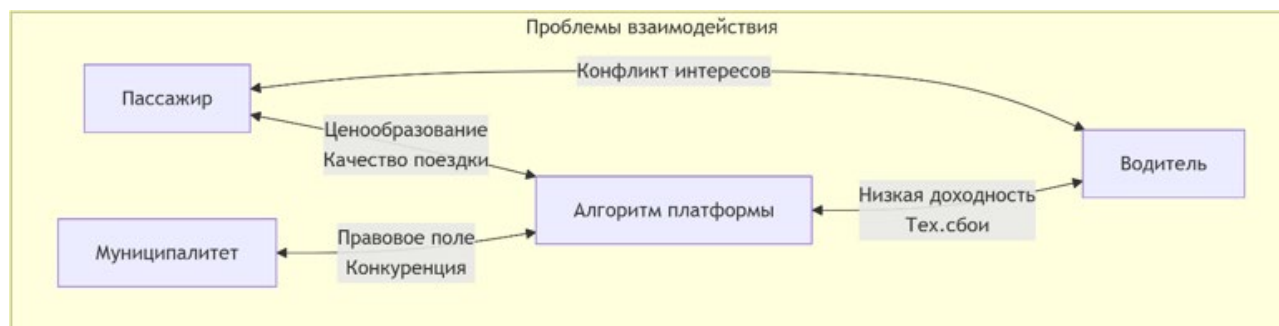 Проблемы взаимодействия
Конфликт интересов
Пассажир
Ценообразование
Качество поездки
Водитель
Низкая доходность
Тех.сбои
Алгоритм платформы
Правовое поле
Конкуренция
Муниципалитет